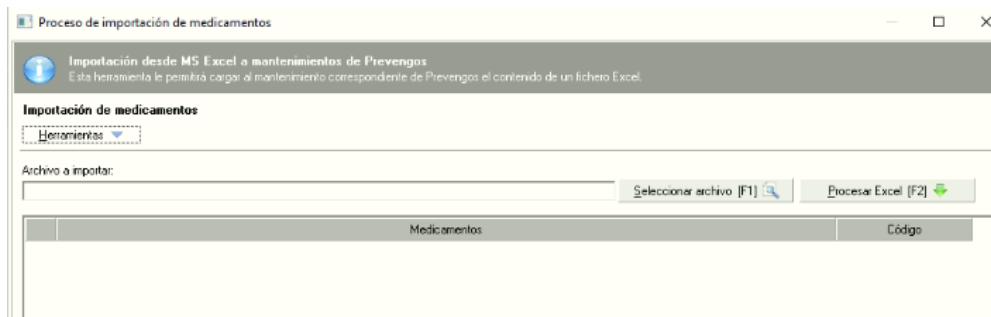 Proceso de importación de medicamentos
Importación desde MS Excel a mantenimientos de Prevengos
Esta herramienta le permitirá cargar al mantenimiento correspondiente de Prevengos el contenido de un fichero Excel.
Importación de medicamentos
Herramientas
Archivo a importar:
Seleccionar archivo [F1] Procesar Excel [F2]
Medicamentos Código